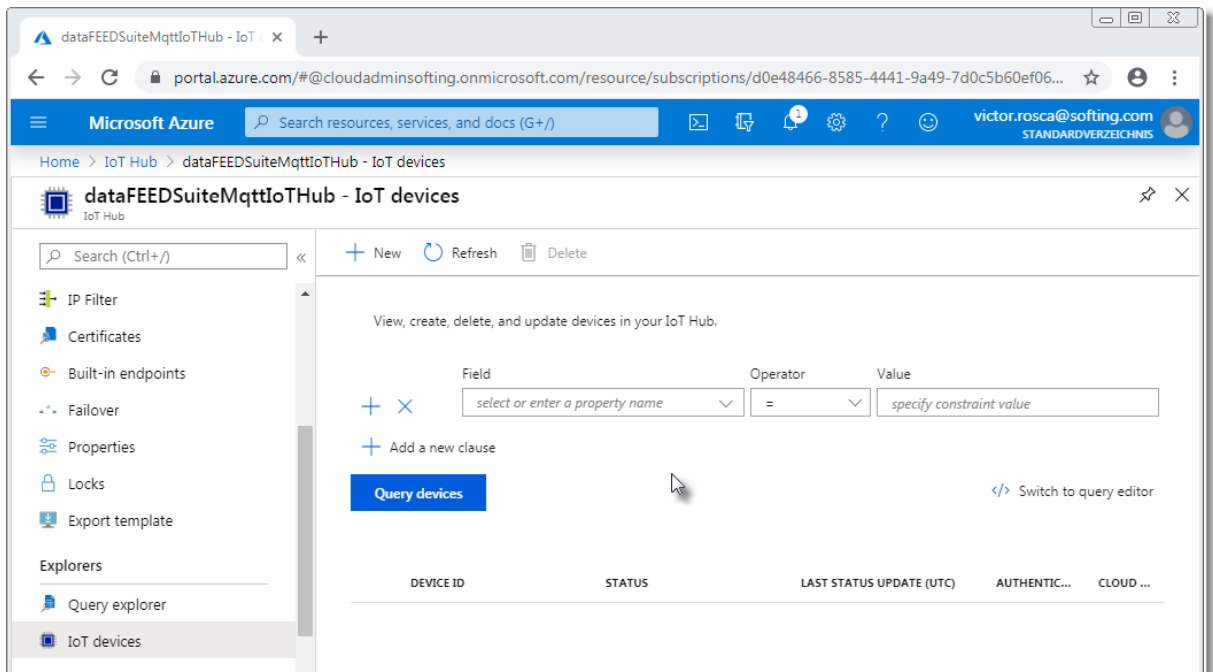 dataFEEDSuiteMqttIoTHub - IoT
portal.azure.com/#@cloudadminsofting.onmicrosoft.com/resource/subscriptions/d0e48466-8585-4441-9a49-7d0c5b60ef06...
Microsoft Azure
Search resources, services, and docs (G+/)
1
victor.rosca@softing.com
STANDARDVERZEICHNIS
Home > IoT Hub > dataFEEDSuiteMqttIoTHub - IoT devices
dataFEEDSuiteMqttIoTHub - IoT devices
IoT Hub
Search (Ctrl+/)
New Refresh Delete
IP Filter
Certificates
Built-in endpoints
Failover
Properties
Locks
Export template
Explorers
Query explorer
IoT devices
View, create, delete, and update devices in your IoT Hub.
Field Operator Value
select or enter a property name = specify constraint value
Add a new clause
Query devices
</> Switch to query editor
DEVICE ID STATUS LAST STATUS UPDATE (UTC) AUTHENTIC... CLOUD ...